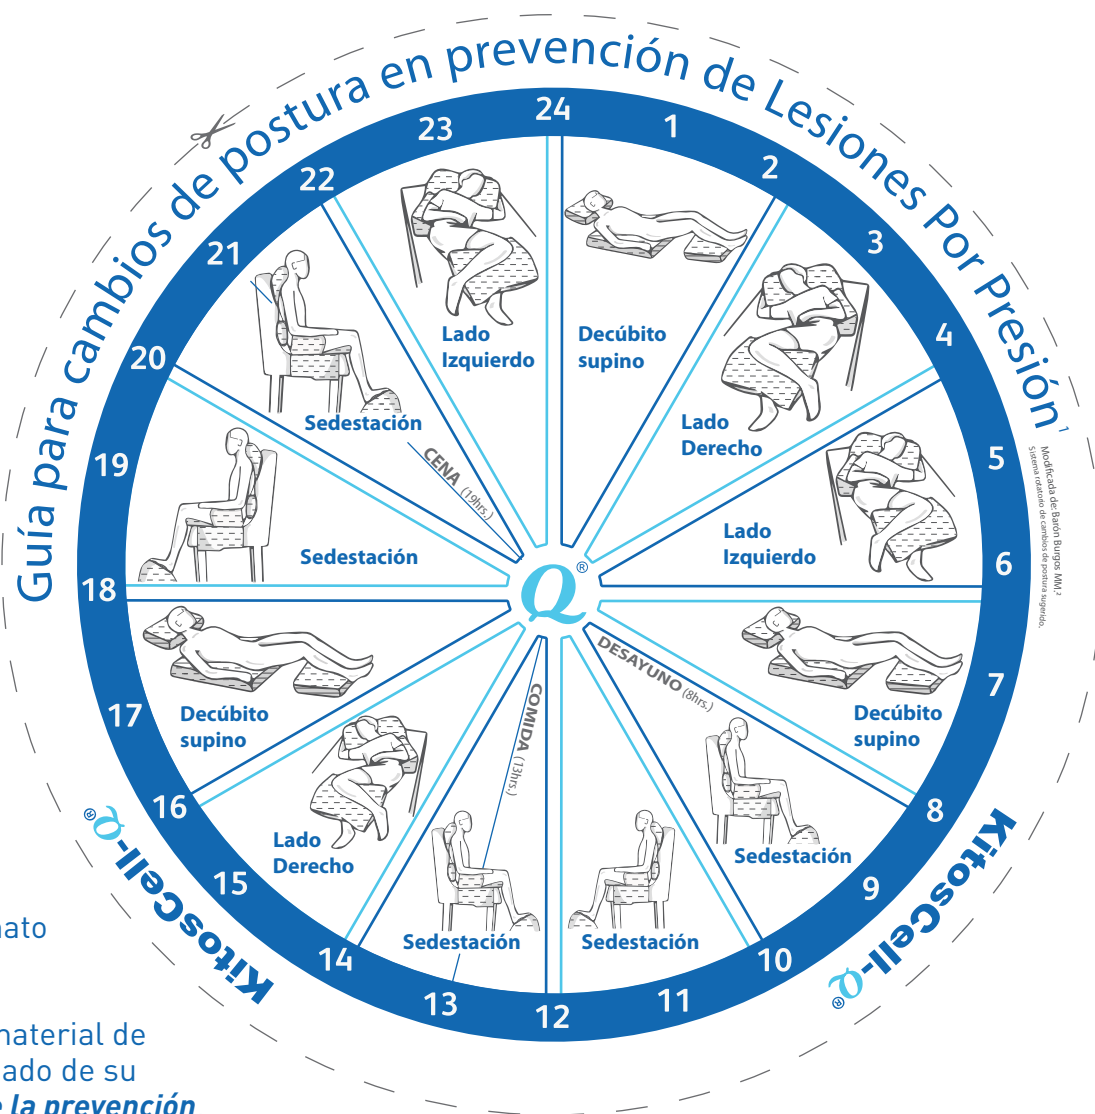 Guía para cambios de postura en prevención de Lesiones Por Presión¹
Modificada de: Barón Burgos MM.²
Sistema rotatorio de cambios de postura sugerido.
24
1
2
3
4
5
6
7
8
9
10
11
12
13
14
15
16
17
18
19
20
21
22
23
Decúbito
supino
Lado
Derecho
Lado
Izquierdo
Decúbito
supino
DESAYUNO (8hrs.)
Sedestación
Sedestación
COMIDA (13hrs.)
Sedestación
Lado
Derecho
Decúbito
supino
Sedestación
CENA (19hrs.)
Sedestación
Lado
Izquierdo
Q®
KitosCell-Q®
KitosCell-Q®
nato
material de
ado de su
e la prevención